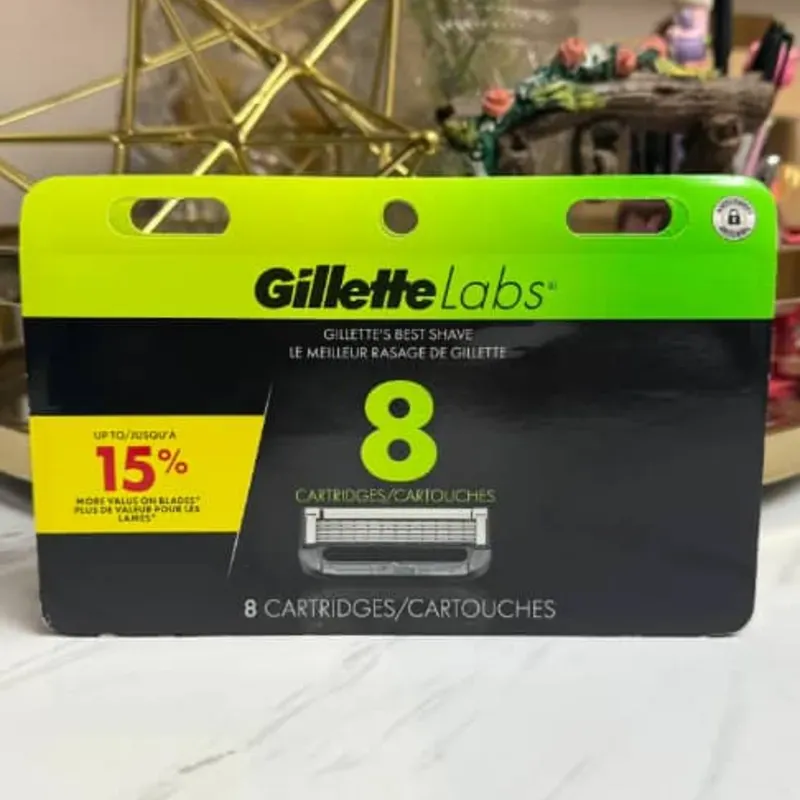 GilletteLabs
GILLETTE'S BEST SHAVE
LE MEILLEUR RASAGE DE GILLETTE
8
CARTRIDGES/CARTOUCHES
UP TO/JUSQU'À
15%
MORE VALUE ON BLADES*
PLUS DE VALEUR POUR LES
LAMES*
8 CARTRIDGES/CARTOUCHES